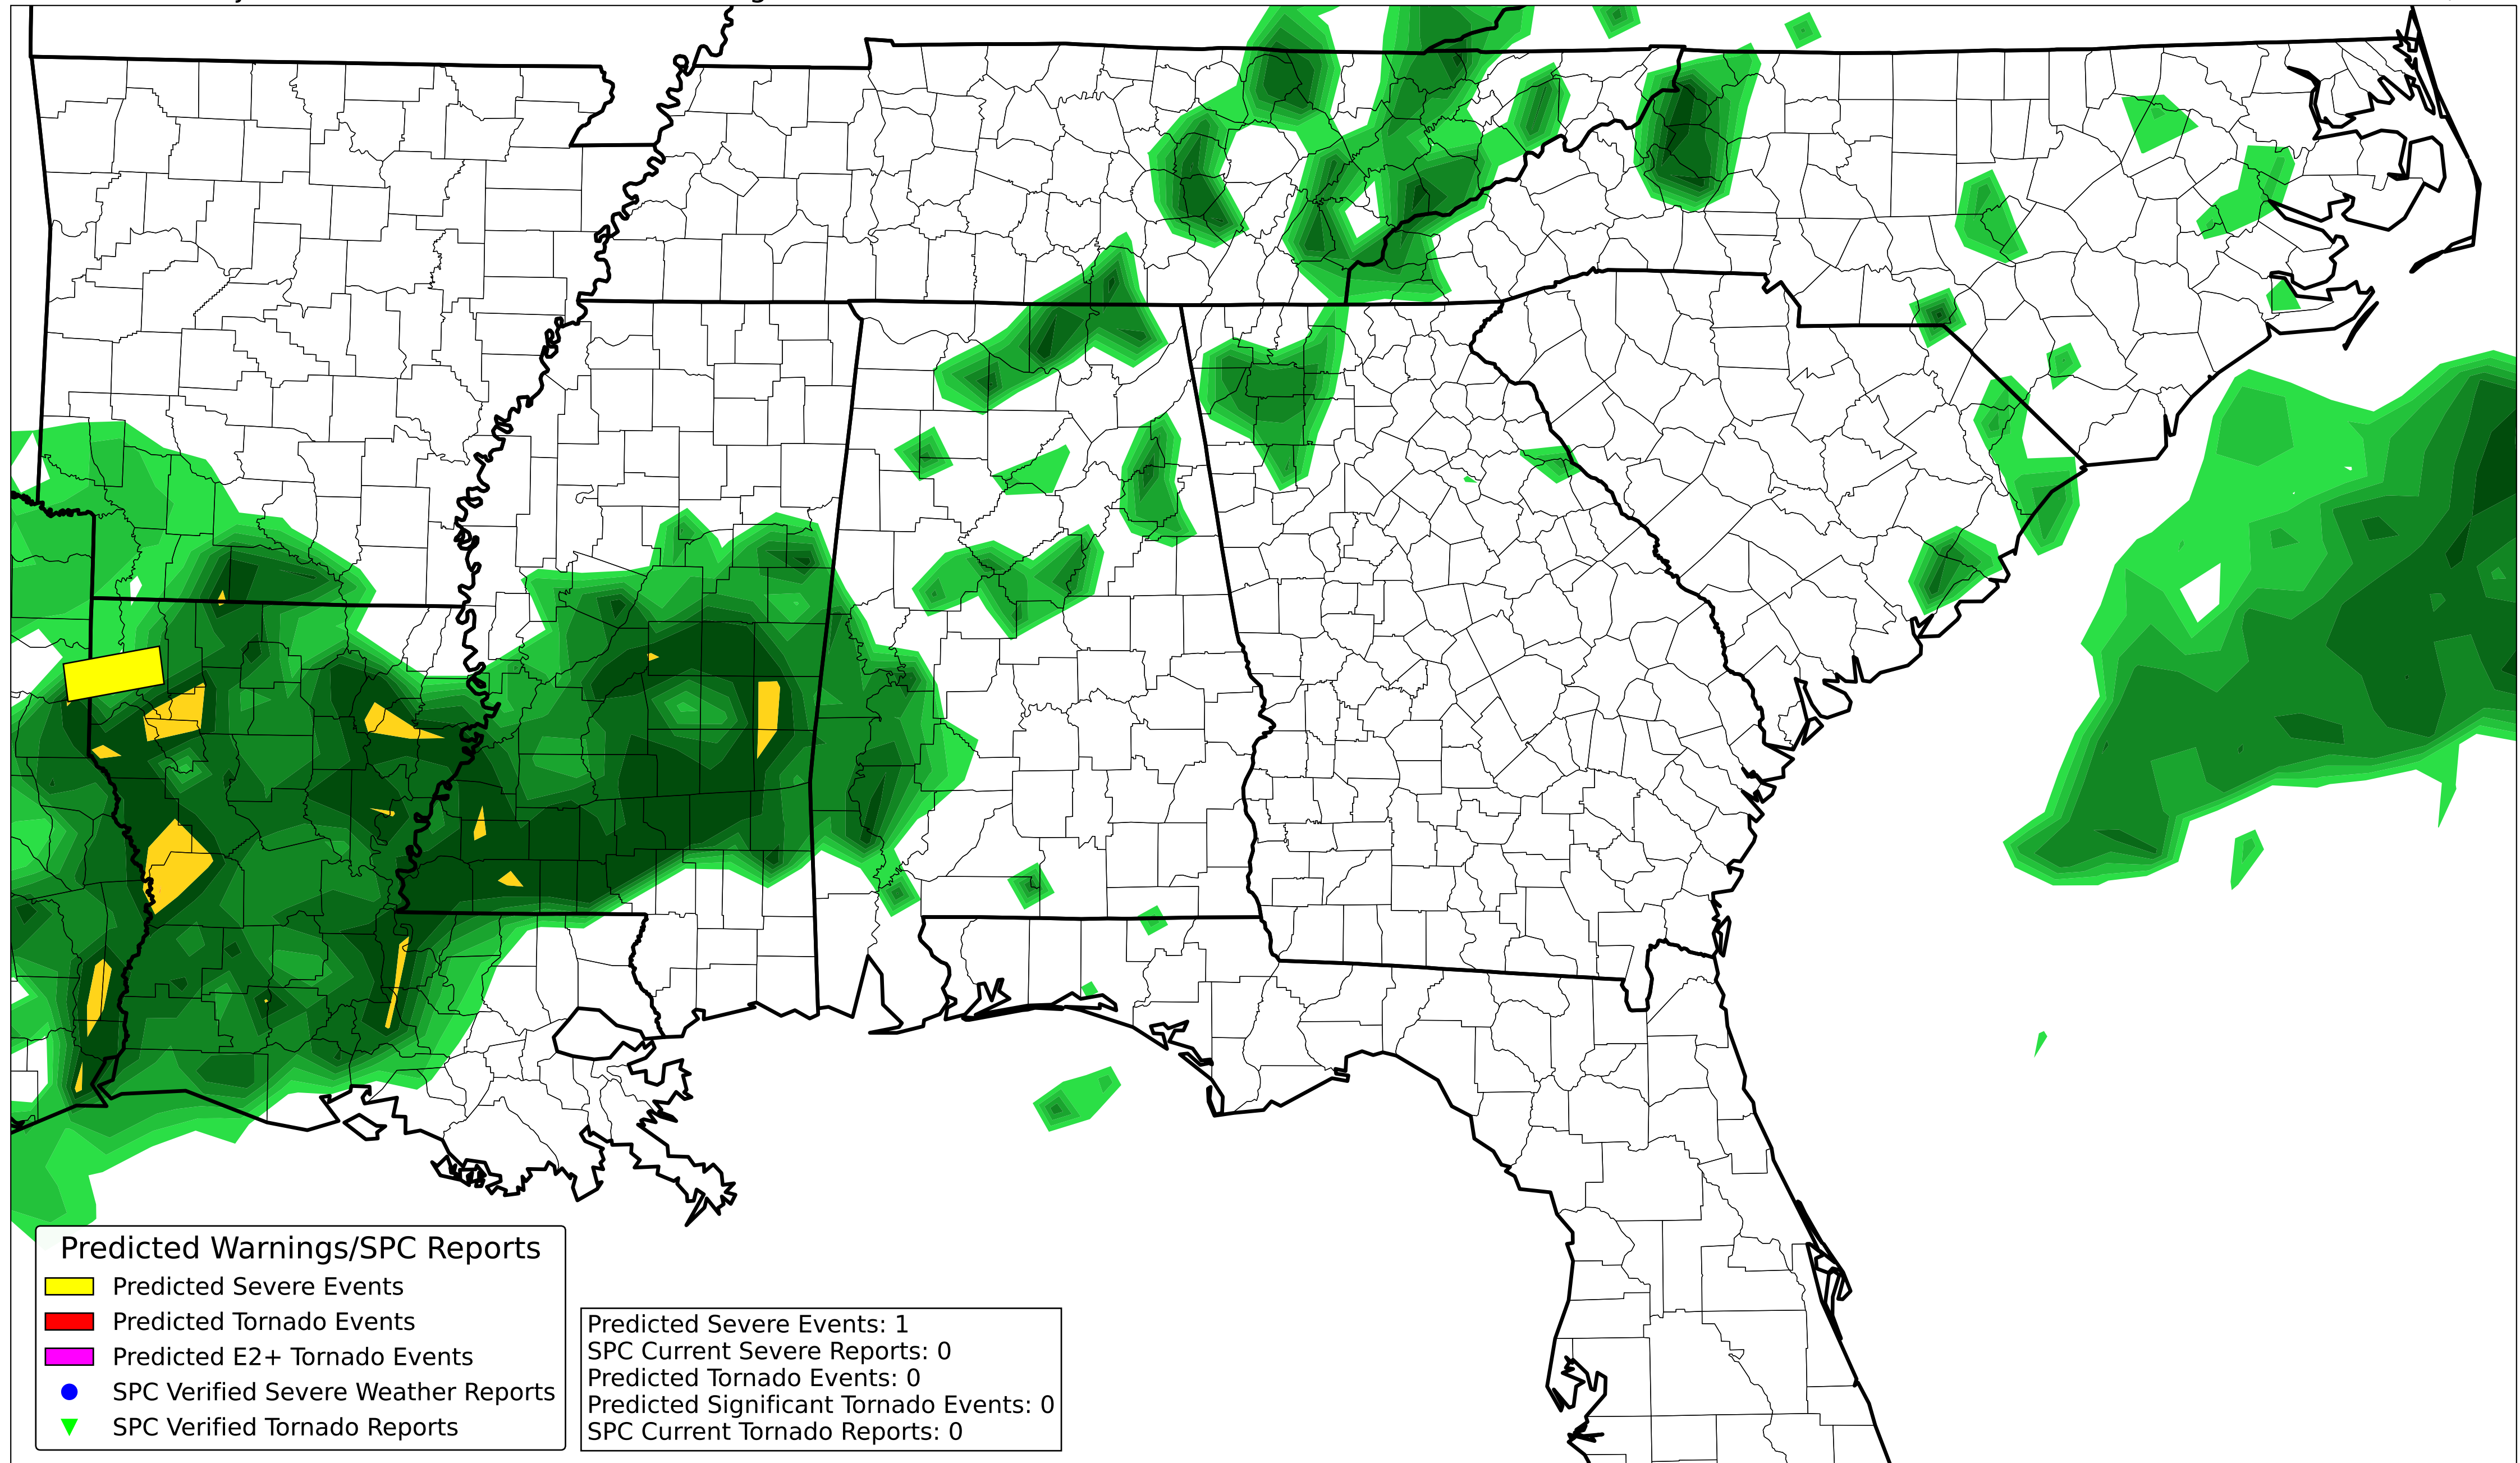 Predicted Warnings/SPC Reports
Predicted Severe Events
Predicted Tornado Events
Predicted E2+ Tornado Events
SPC Verified Severe Weather Reports
SPC Verified Tornado Reports
Predicted Severe Events: 1
SPC Current Severe Reports: 0
Predicted Tornado Events: 0
Predicted Significant Tornado Events: 0
SPC Current Tornado Reports: 0